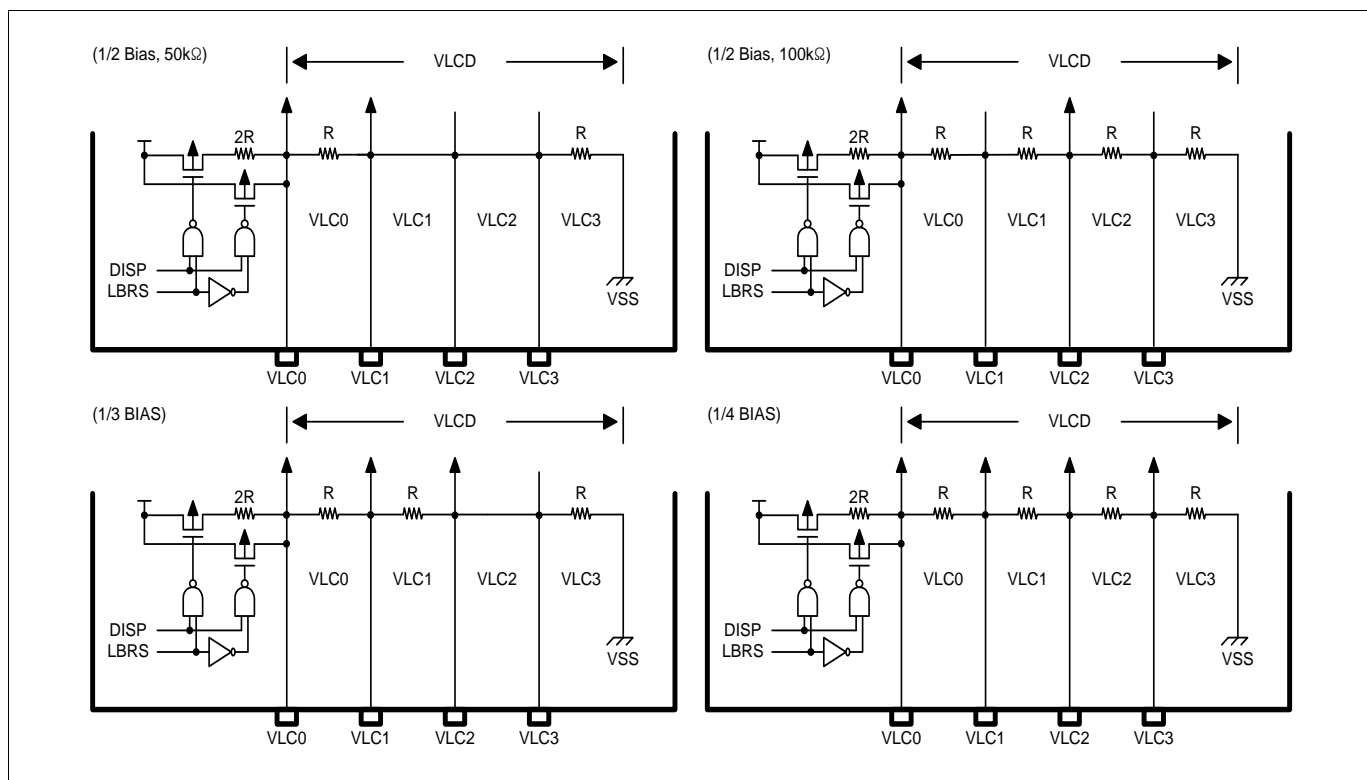 (1/2 Bias, 50kΩ)
VLCD
2R R R
VLC0 VLC1 VLC2 VLC3
DISP
LBRS
VSS
VLC0 VLC1 VLC2 VLC3
(1/2 Bias, 100kΩ)
VLCD
2R R R R R
VLC0 VLC1 VLC2 VLC3
DISP
LBRS
VSS
VLC0 VLC1 VLC2 VLC3
(1/3 BIAS)
VLCD
2R R R R
VLC0 VLC1 VLC2 VLC3
DISP
LBRS
VSS
VLC0 VLC1 VLC2 VLC3
(1/4 BIAS)
VLCD
2R R R R R
VLC0 VLC1 VLC2 VLC3
DISP
LBRS
VSS
VLC0 VLC1 VLC2 VLC3